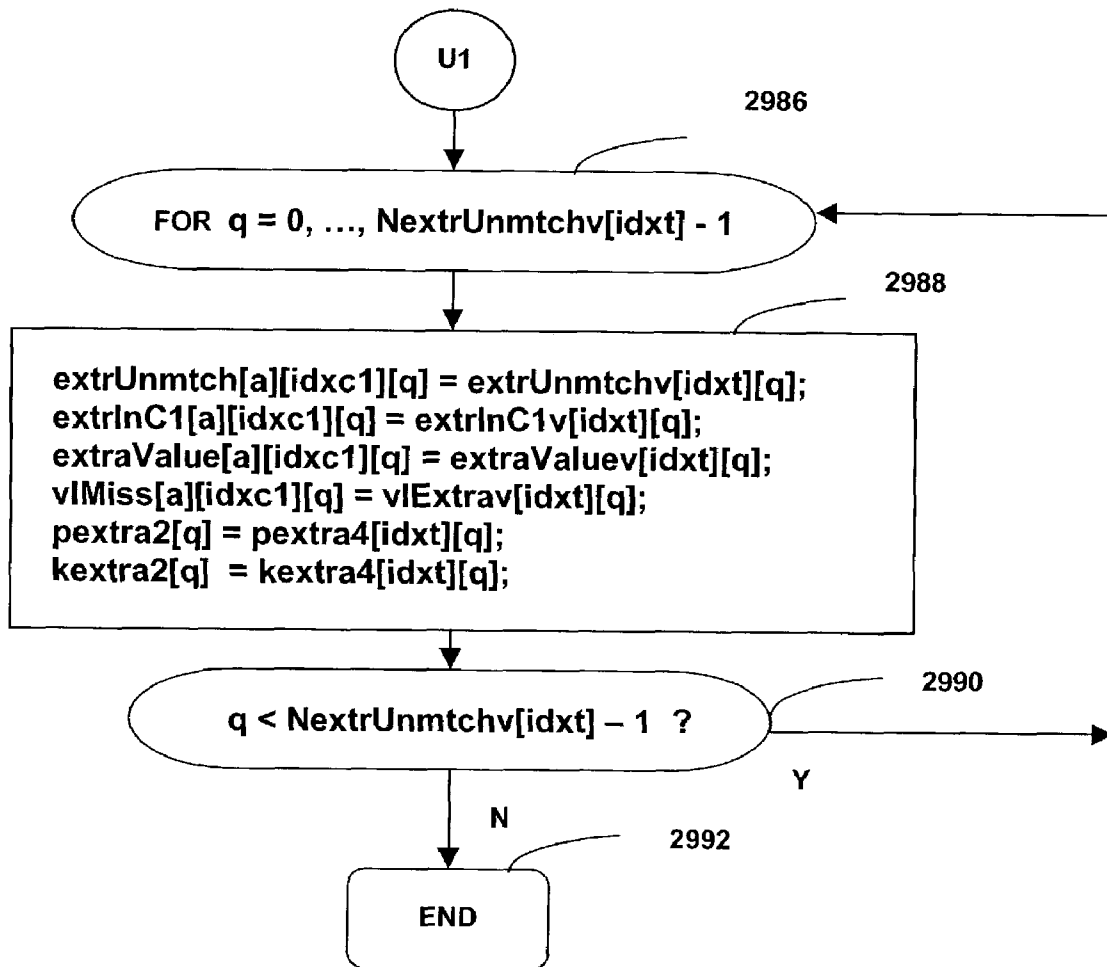 U1
2986
FOR q = 0, ..., NextrUnmtchv[idxt] - 1
2988
extrUnmtch[a][idxc1][q] = extrUnmtchv[idxt][q];
extrInC1[a][idxc1][q] = extrInC1v[idxt][q];
extraValue[a][idxc1][q] = extraValuev[idxt][q];
vlMiss[a][idxc1][q] = vlExtrav[idxt][q];
pextra2[q] = pextra4[idxt][q];
kextra2[q] = kextra4[idxt][q];
2990
q < NextrUnmtchv[idxt] – 1 ?
Y
N
2992
END